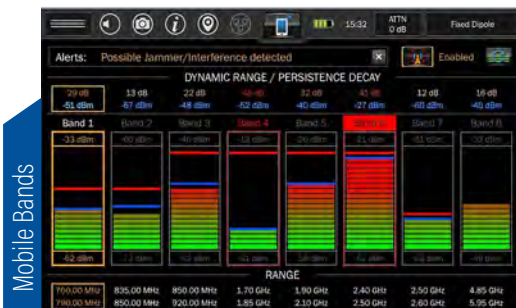 15:32 ATTN 0 dB Fixed Dipole
Alerts: Possible Jammer/Interference detected Enabled
DYNAMIC RANGE / PERSISTENCE DECAY
29 dB 13 dB 22 dB 32 dB 12 dB 16 dB
-51 dBm -67 dBm -48 dBm -52 dBm -40 dBm -27 dBm -60 dBm -45 dBm
Band 1 Band 2 Band 3 Band 4 Band 5 Band 7 Band 8
-33 dBm -60 dBm -40 dBm
-62 dBm
RANGE
700.00 MHz 835.00 MHz 850.00 MHz 1.70 GHz 1.90 GHz 2.40 GHz 2.50 GHz 4.85 GHz
790.00 MHz 850.00 MHz 920.00 MHz 1.85 GHz 2.10 GHz 2.50 GHz 2.60 GHz 5.95 GHz
Mobile Bands